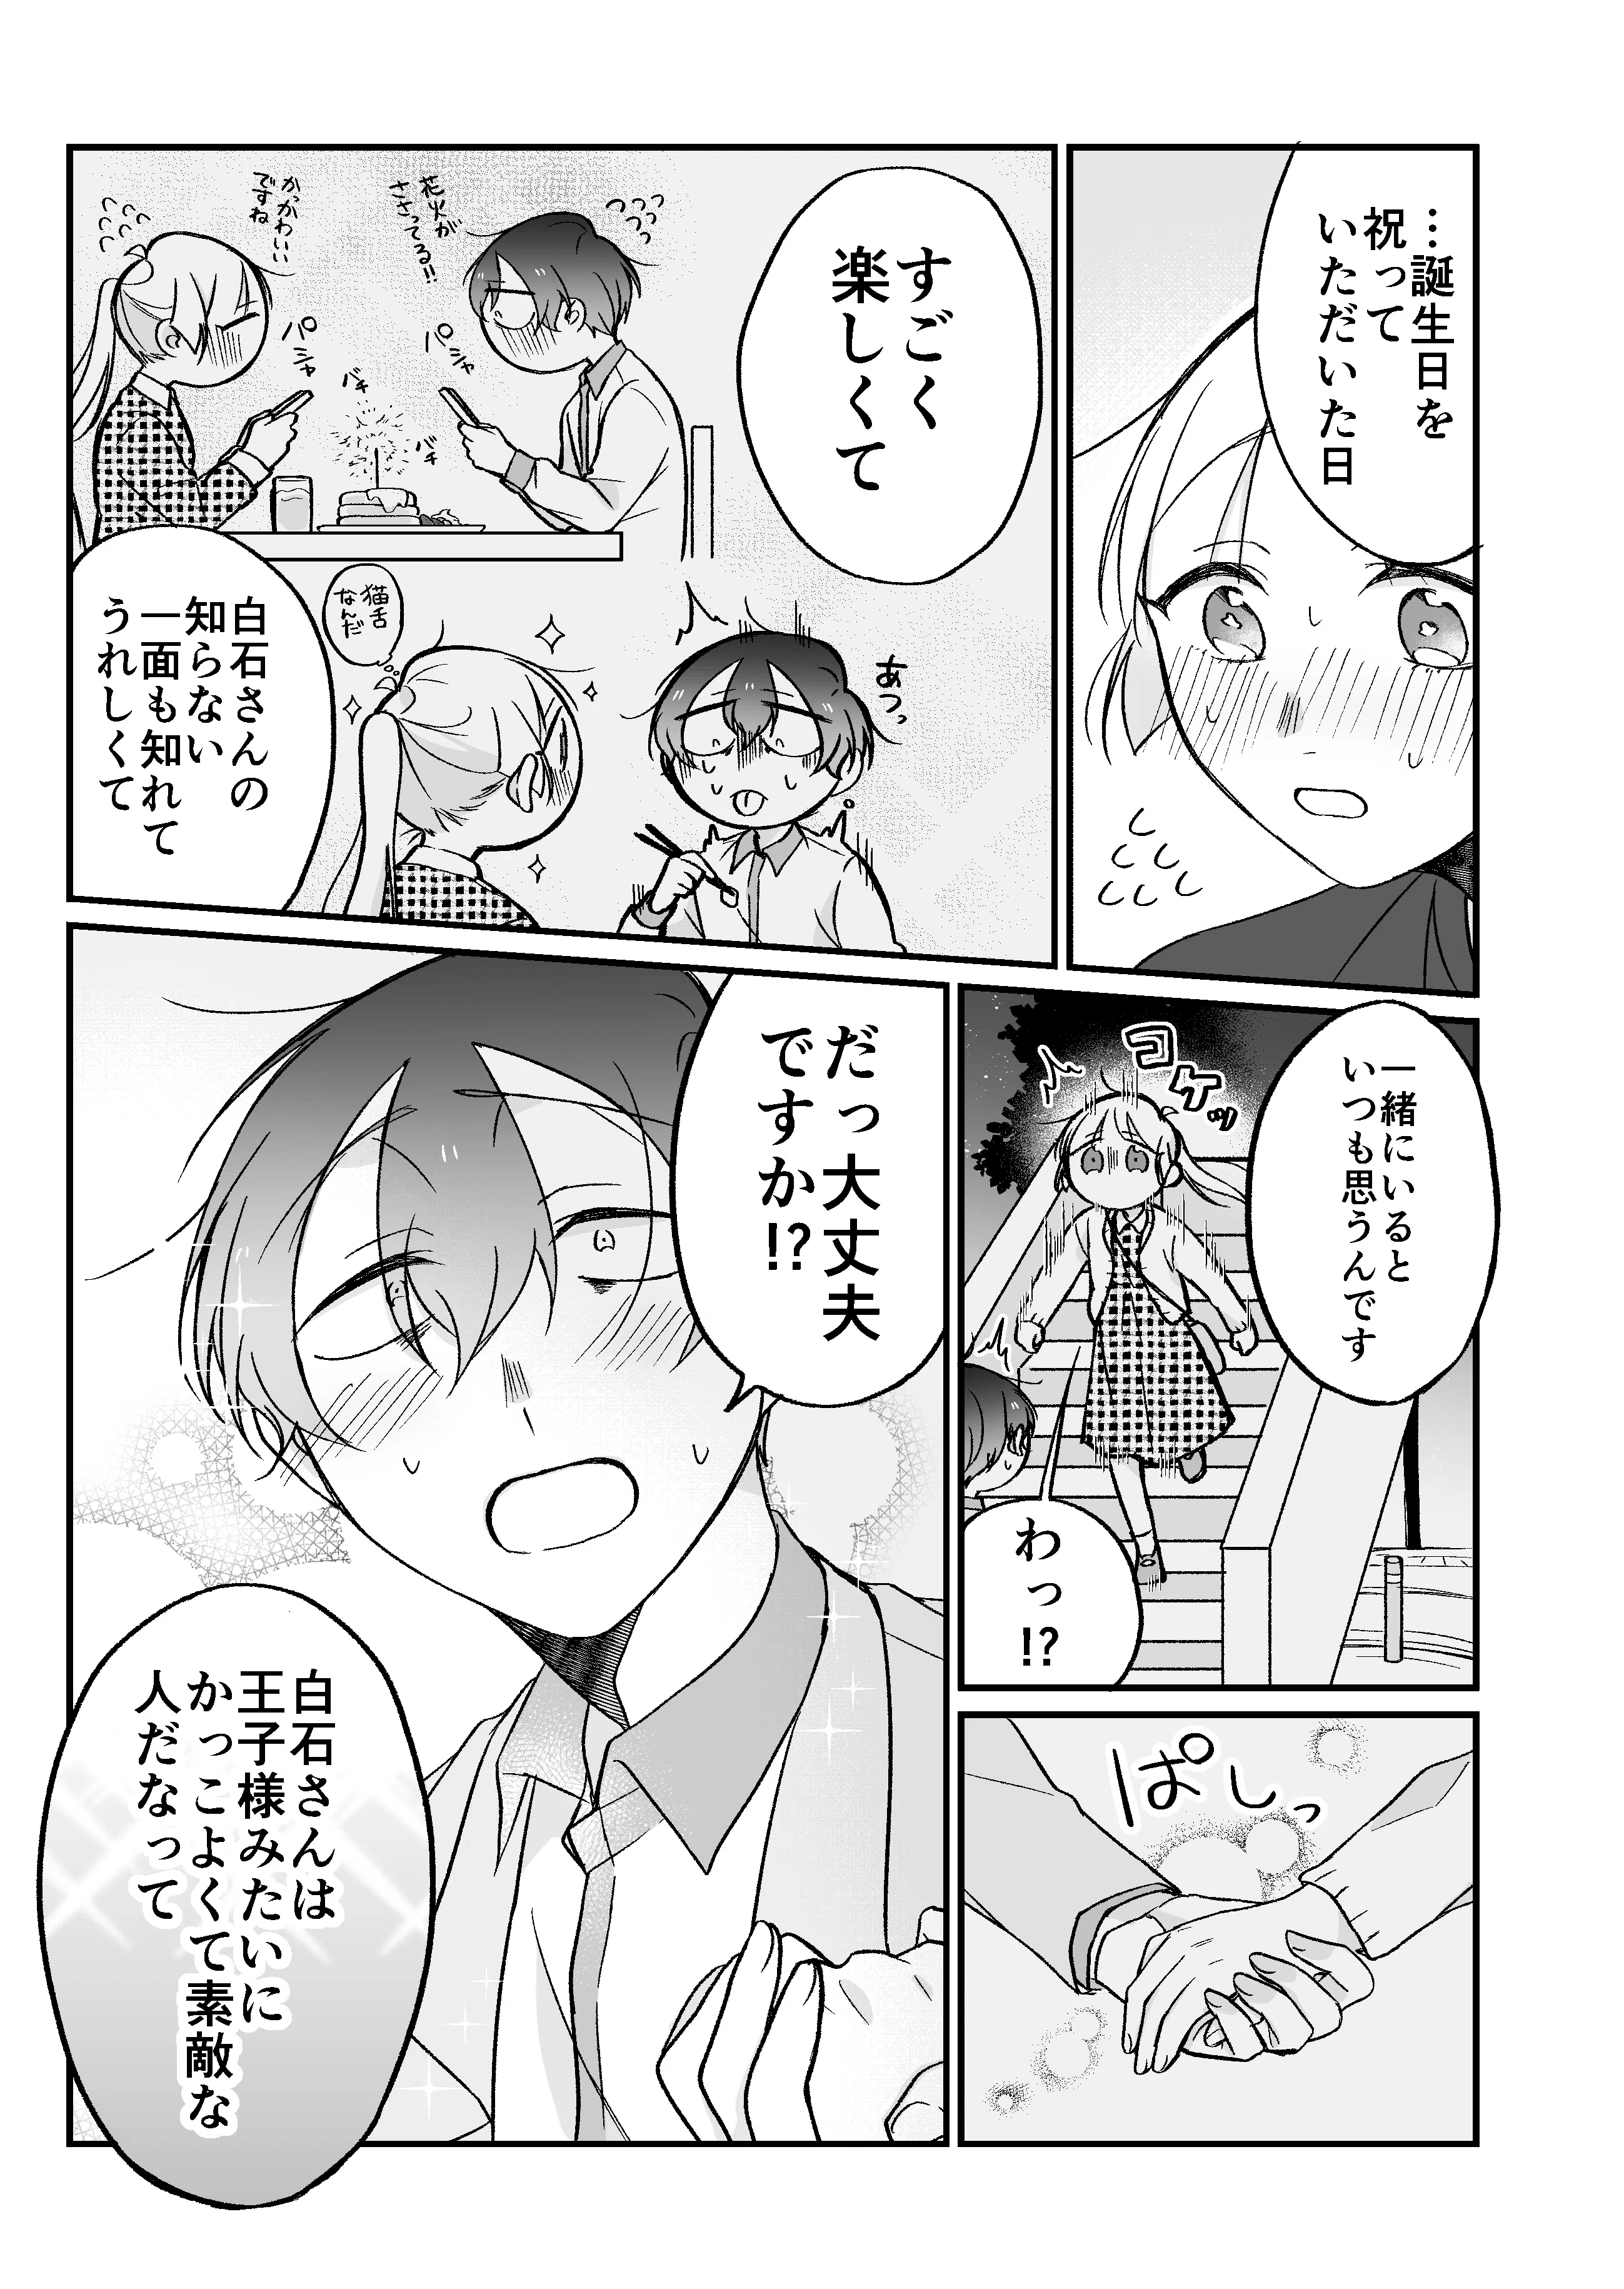 …誕生日を
祝って
いただいた日
すごく
楽しくて
花火が
ささってる!!
かっかわいい
ですね
パシャ
パシャ
パチ
パチ
あつっ
猫舌
なんだ
白石さんの
知らない
一面も知れて
うれしくて
一緒にいると
いつも思うんです
コケッ
わっ!?
ぱしっ
だっ大丈夫
ですか!?
白石さんは
王子様みたいに
かっこよくて素敵な
人だなって